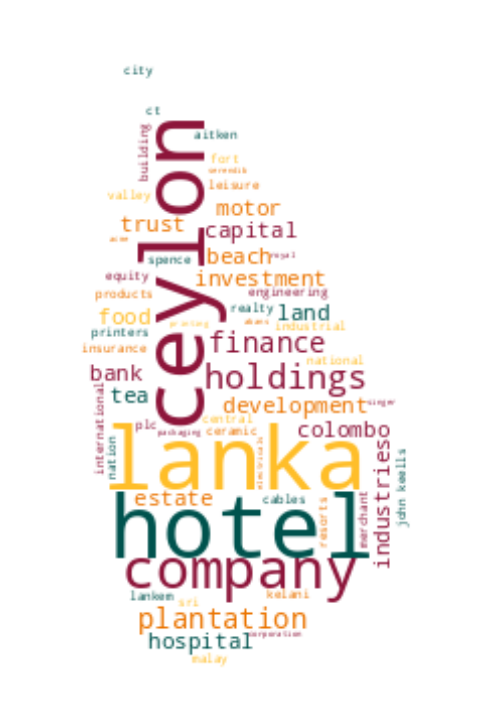 city
ct
building
aitken
fort
serendib
leisure
valley
motor
trust
capital
acme
ceylon
spence
beach
royal
equity
investment
products
engineering
realty
land
food
printing
abans
industrial
printers
finance
insurance
national
bank
holdings
tea
international
development
singer
plc
packaging
central
ceramic
colombo
nation
lanka
electricals
industries
john keells
estate
cables
resorts
merchant
hotel
company
lankem
sri
kelani
plantation
hospital
corporation
malay